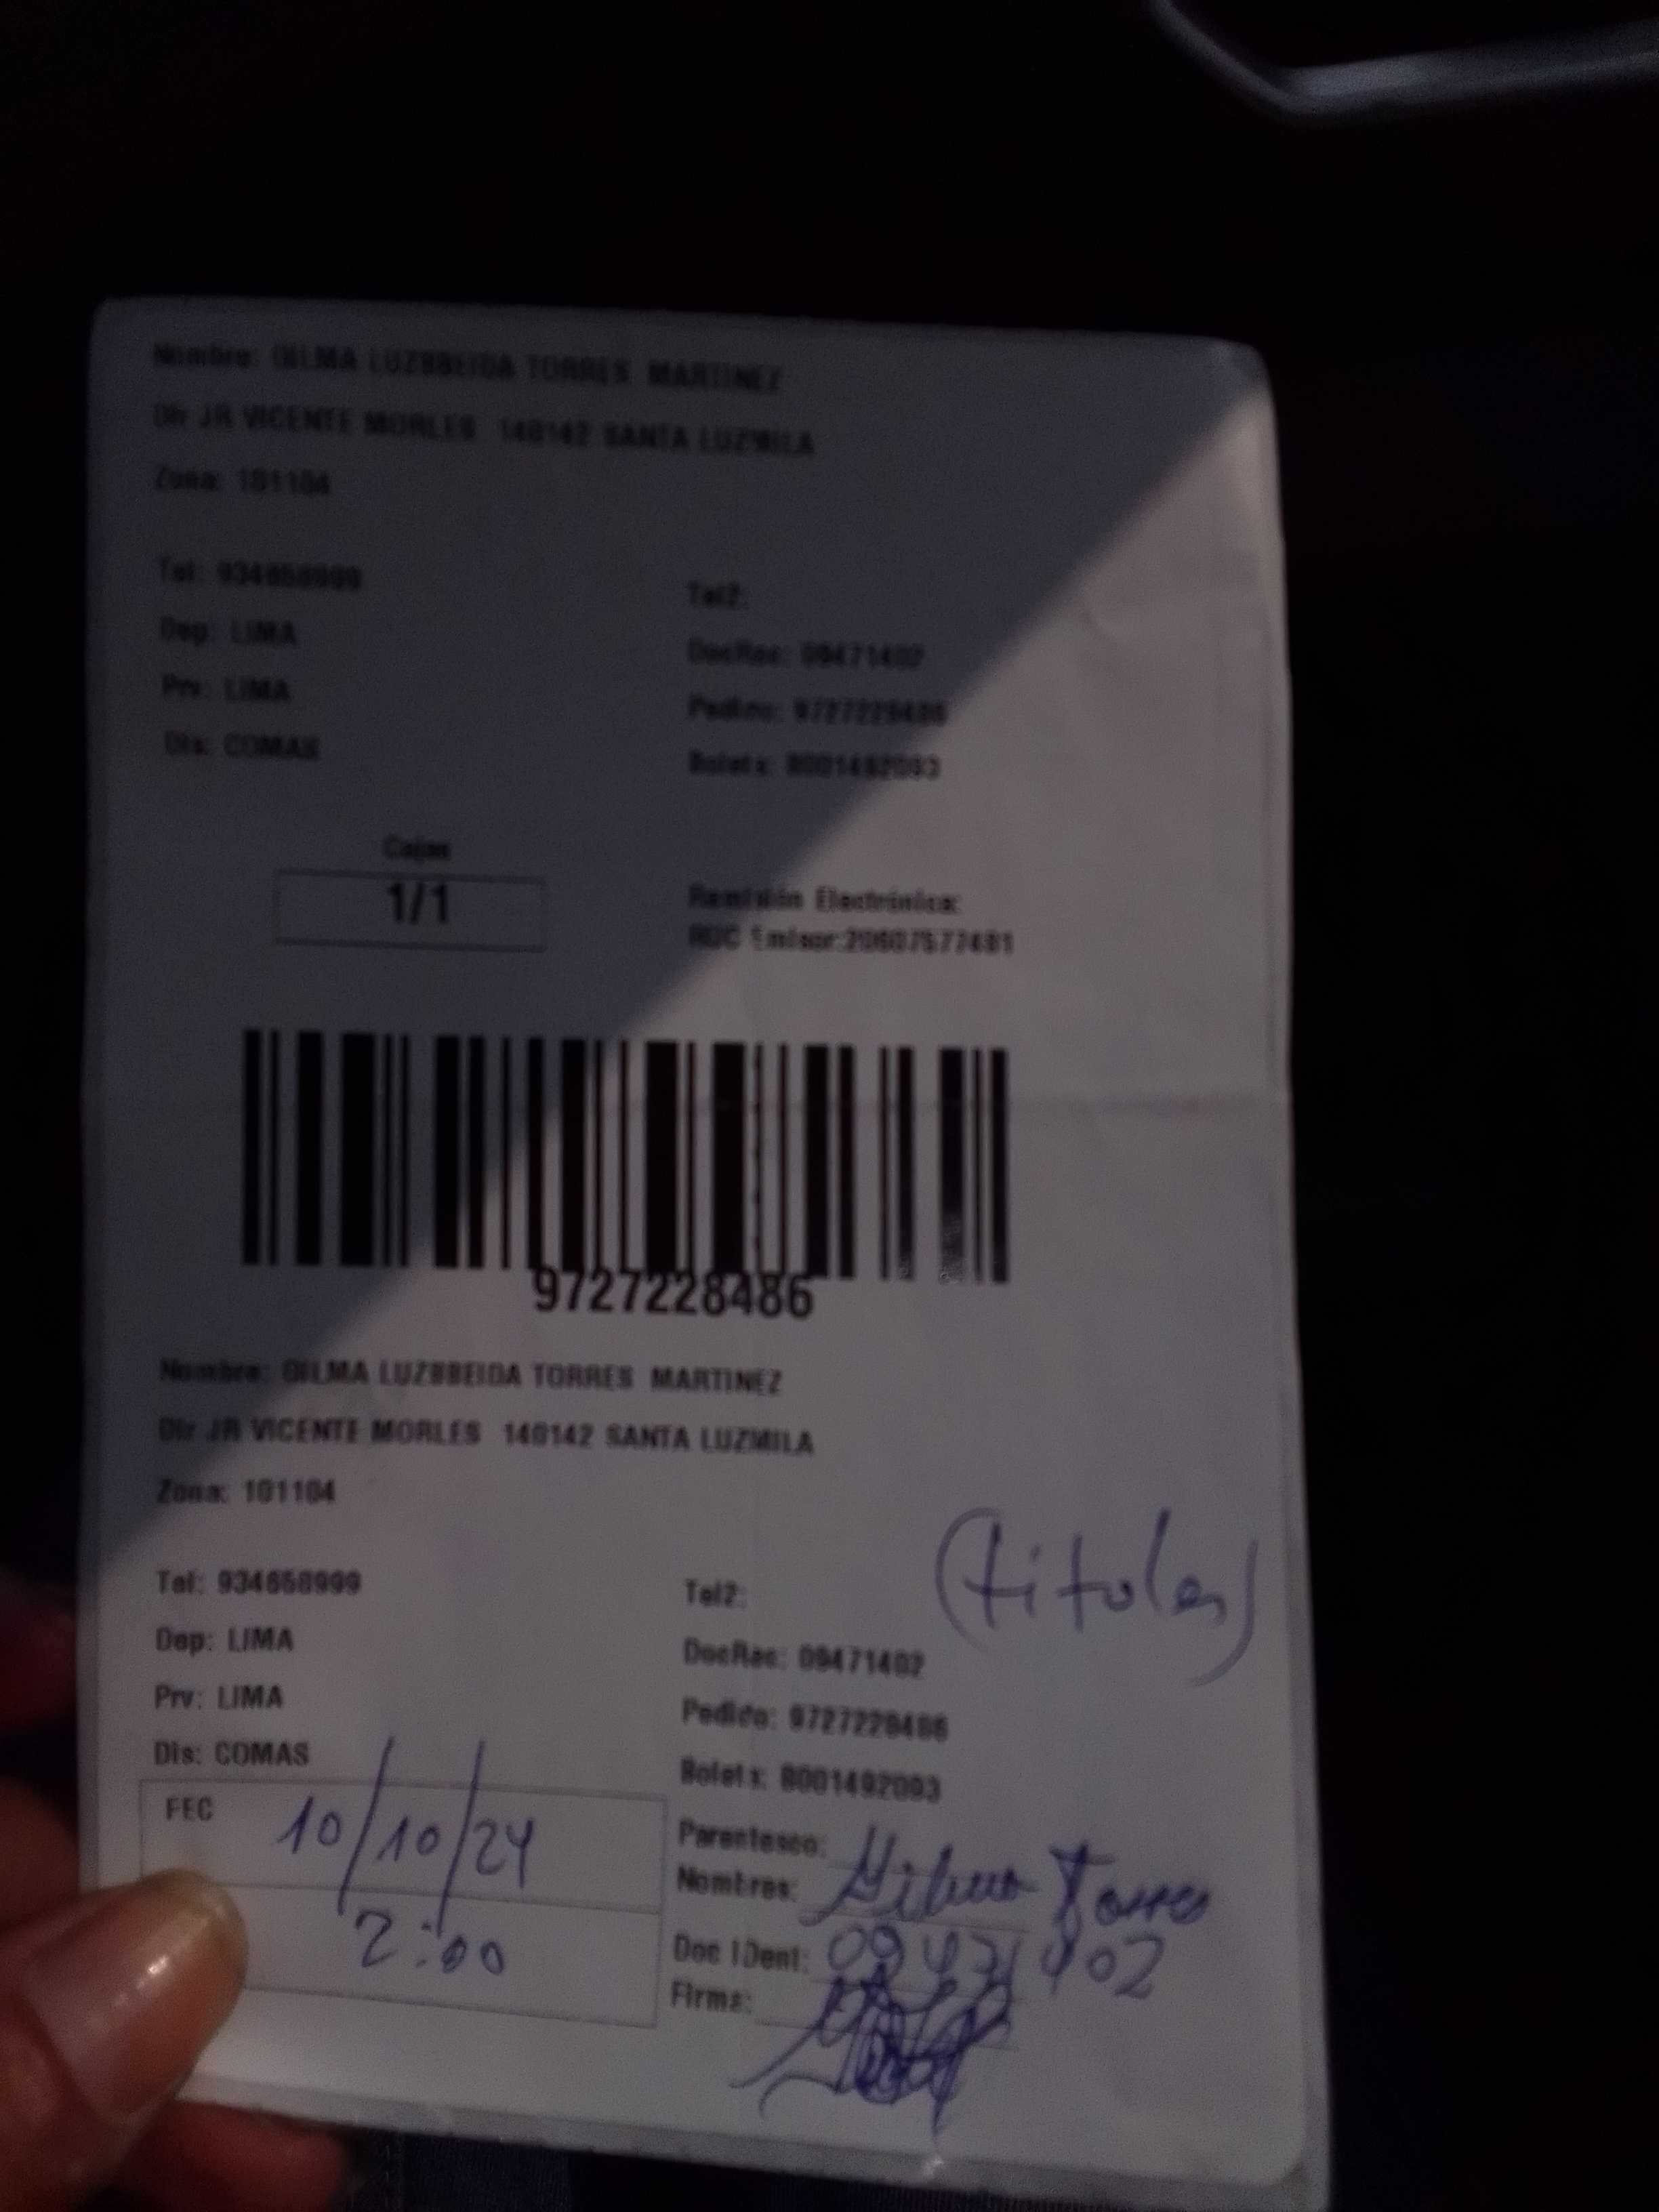 Nombre: GILMA LUZBBEIDA TORRES MARTINEZ
Dir JR VICENTE MORLES 140142 SANTA LUZMILA
Zona: 101104
Tel: 934658999
Tel2:
Dep: LIMA
DocRec: 09471402
Prv: LIMA
Pedido: 9727228486
Dis: COMAS
Boleta: B001492093
Cajas
1/1
Remisión Electrónica:
RUC Emisor:20607577481
9727228486
Nombre: GILMA LUZBBEIDA TORRES MARTINEZ
Dir JR VICENTE MORLES 140142 SANTA LUZMILA
Zona: 101104
(titular)
Tel: 934658999
Tel2:
Dep: LIMA
DocRec: 09471402
Prv: LIMA
Pedido: 9727228486
Dis: COMAS
Boleta: B001492093
FEC 10/10/24
Parentesco:
Nombres: Gilma Torres
2:00
Doc IDent: 09471402
Firma: